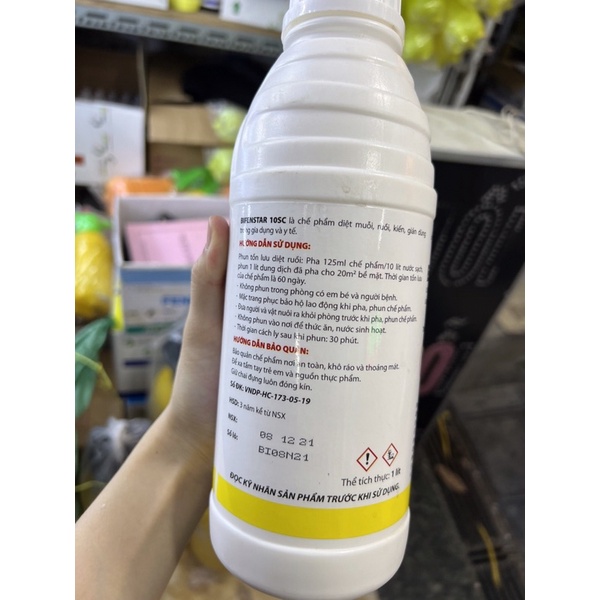 BIFENSTAR 10SC là chế phẩm diệt muỗi, ruồi, kiến, gián dùng
trong gia dụng và y tế.
HƯỚNG DẪN SỬ DỤNG:
Phun tồn lưu diệt ruồi: Pha 125ml chế phẩm/10 lít nước sạch,
phun 1 lít dung dịch đã pha cho 20m² bề mặt. Thời gian tồn lưu
của chế phẩm là 60 ngày.
- Không phun trong phòng có em bé và người bệnh.
- Mặc trang phục bảo hộ lao động khi pha, phun chế phẩm.
- Đưa người và vật nuôi ra khỏi phòng trước khi pha, phun chế phẩm.
- Không phun vào nơi để thức ăn, nước sinh hoạt.
- Thời gian cách ly sau khi phun: 30 phút.
HƯỚNG DẪN BẢO QUẢN:
Bảo quản chế phẩm nơi an toàn, khô ráo và thoáng mát.
Để xa tầm tay trẻ em và nguồn thực phẩm.
Giữ chai đựng luôn đóng kín.
Số ĐK: VNDP-HC-173-05-19
HSD: 3 năm kể từ NSX
NSX: 08 12 21
Số lô: BI08N21
Thể tích thực: 1 lít
ĐỌC KỸ NHÃN SẢN PHẨM TRƯỚC KHI SỬ DỤNG.